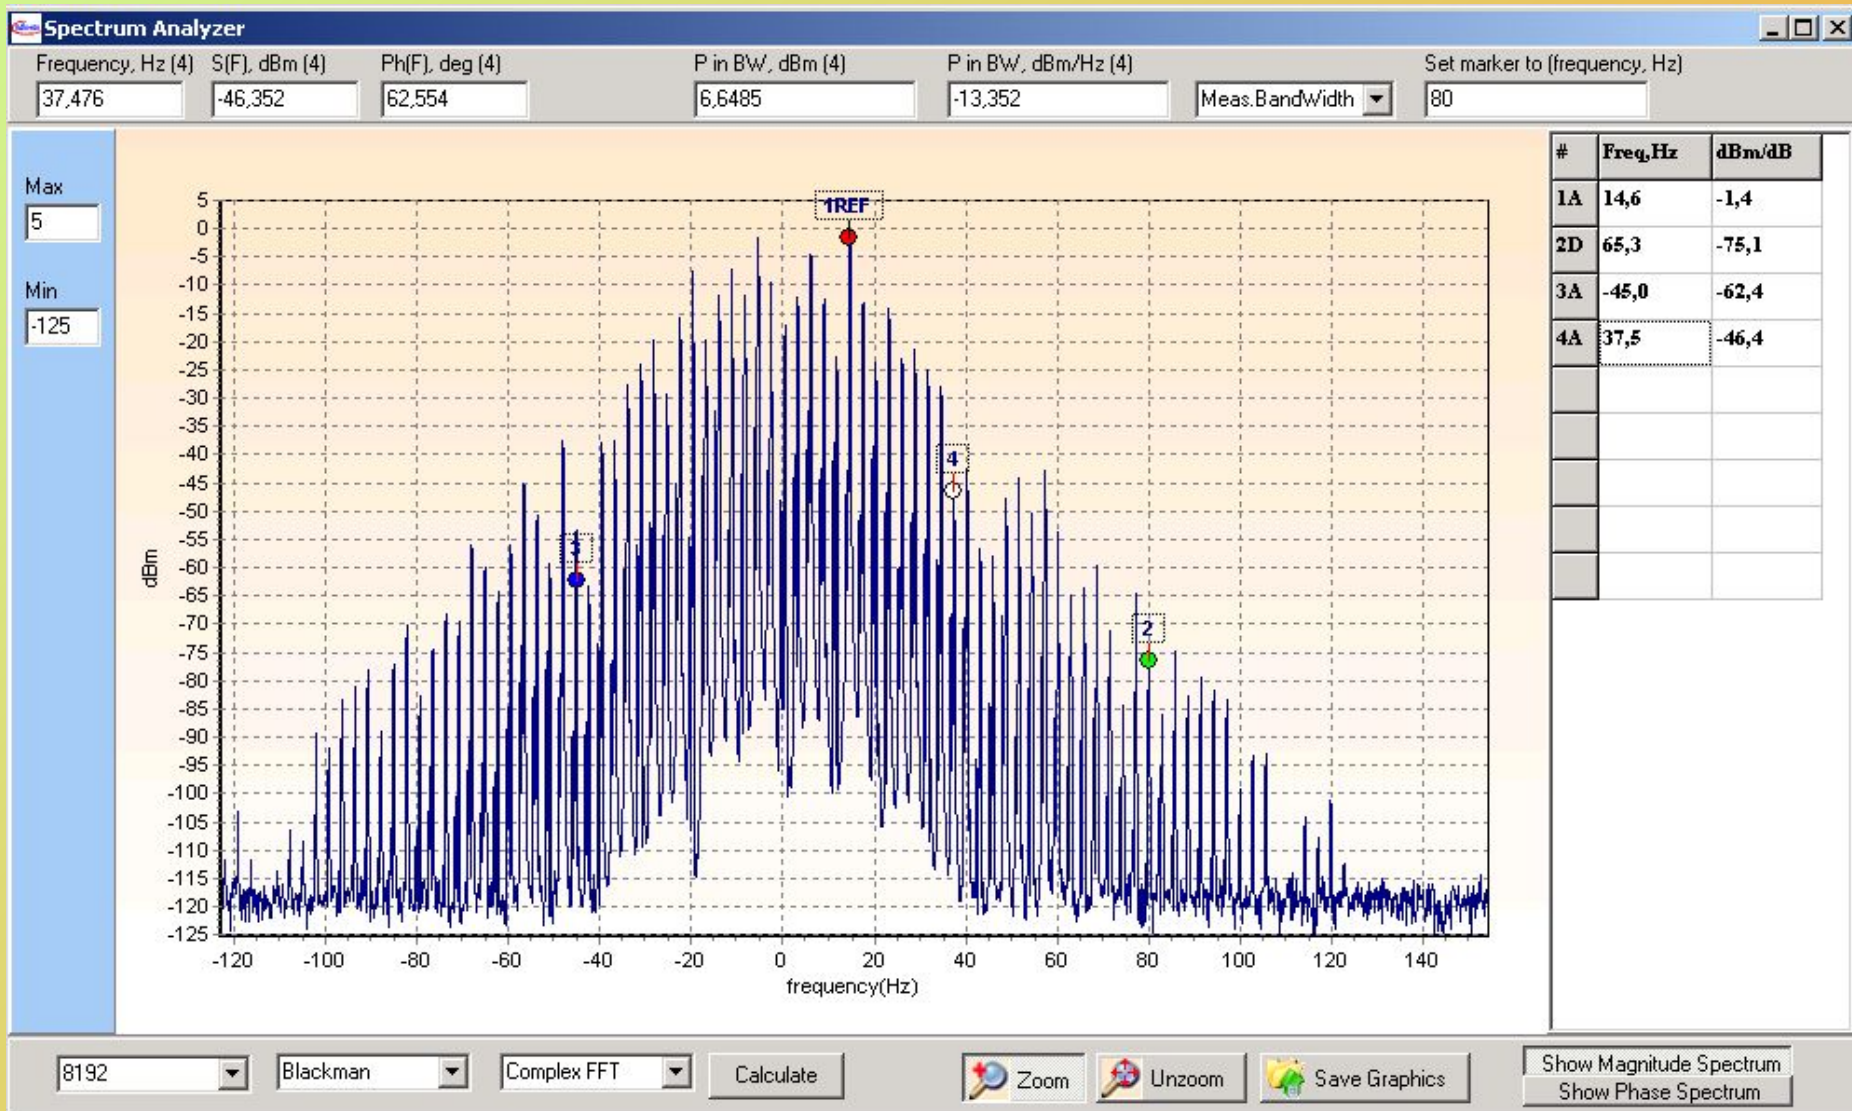 Spectrum Analyzer
Frequency, Hz (4) S(F), dBm (4) Ph(F), deg (4) P in BW, dBm (4) P in BW, dBm/Hz (4) Set marker to (frequency, Hz)
37,476 -46,352 62,554 6,6485 -13,352 Meas.BandWidth 80
Max
5
Min
-125
5
0
-5
-10
-15
-20
-25
-30
-35
-40
-45
-50
-55
-60
-65
-70
-75
-80
-85
-90
-95
-100
-105
-110
-115
-120
-125
dBm
1REF
4
3
2
-120 -100 -80 -60 -40 -20 0 20 40 60 80 100 120 140
frequency(Hz)
# Freq,Hz dBm/dB
1A 14,6 -1,4
2D 65,3 -75,1
3A -45,0 -62,4
4A 37,5 -46,4
8192 Blackman Complex FFT Calculate Zoom Unzoom Save Graphics
Show Magnitude Spectrum
Show Phase Spectrum